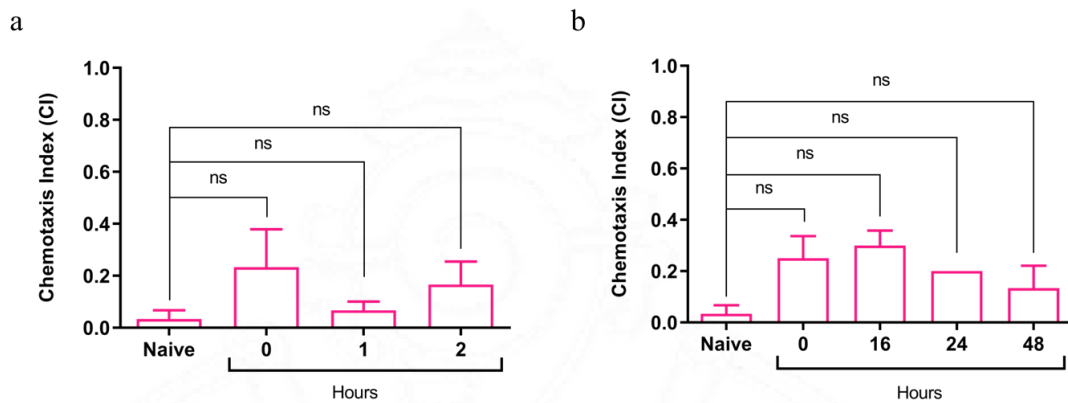 a
Chemotaxis Index (CI)
1.0
0.8
0.6
0.4
0.2
0.0
ns
ns
ns
Naive 0 1 2
Hours
b
Chemotaxis Index (CI)
1.0
0.8
0.6
0.4
0.2
0.0
ns
ns
ns
ns
Naive 0 16 24 48
Hours